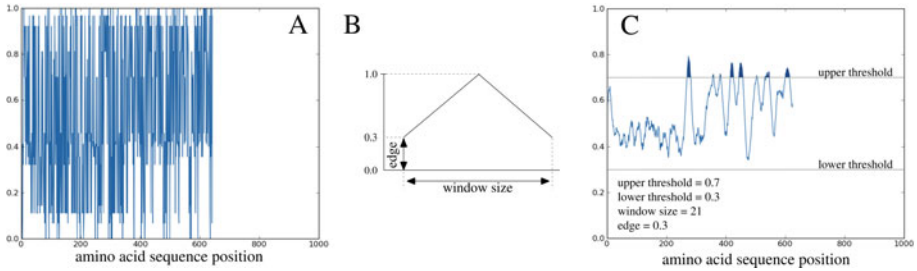 A
1.0
0.8
0.6
0.4
0.2
0.0
0
200
400
600
800
1000
amino acid sequence position
B
1.0
0.3
0.0
edge
window size
C
1.0
0.8
0.6
0.4
0.2
0.0
upper threshold
lower threshold
upper threshold = 0.7
lower threshold = 0.3
window size = 21
edge = 0.3
0
200
400
600
800
1000
amino acid sequence position